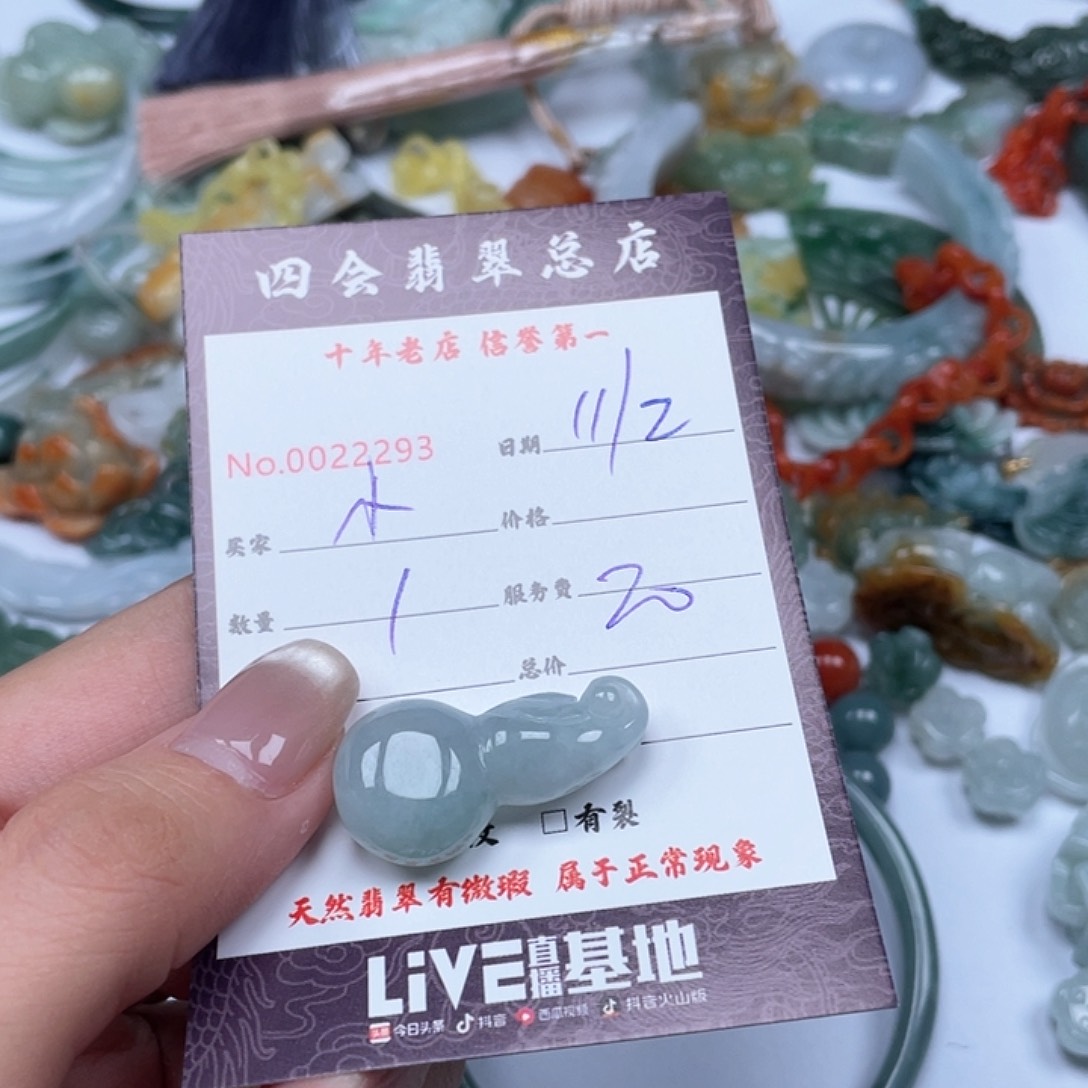 四会翡翠总店
十年老店 信誉第一
No.0022293
日期 11/2
买家
价格
数量 1
服务费 20
总价
□有裂
天然翡翠有微瑕 属于正常现象
LiVE直播基地
今日头条 抖音 西瓜视频 抖音火山版